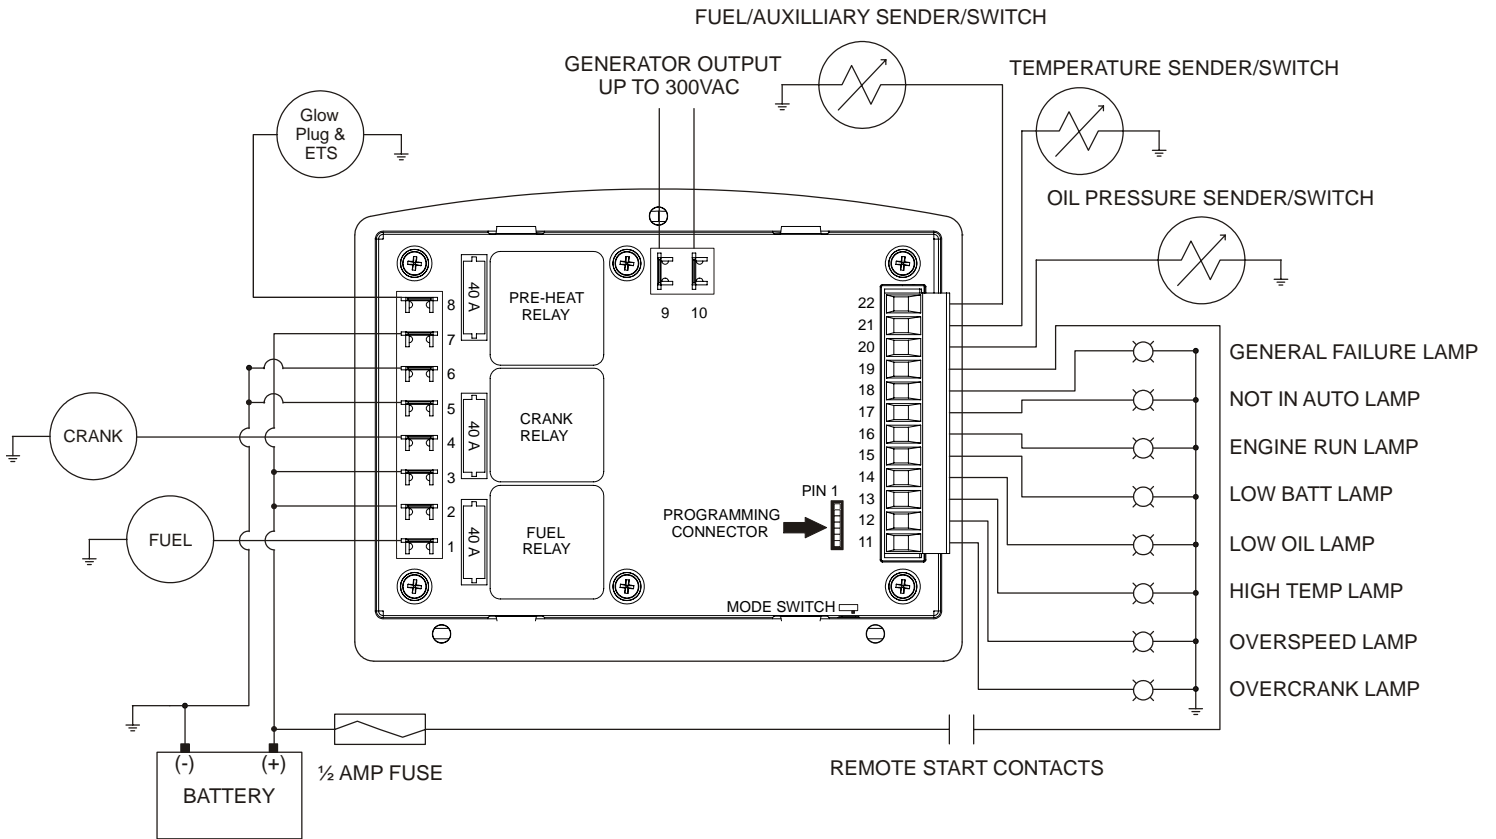 FUEL/AUXILLIARY SENDER/SWITCH
GENERATOR OUTPUT
UP TO 300VAC
TEMPERATURE SENDER/SWITCH
Glow
Plug &
ETS
OIL PRESSURE SENDER/SWITCH
40 A
PRE-HEAT
RELAY
8
7
6
5
4
3
2
1
9 10
40 A
CRANK
RELAY
40 A
FUEL
RELAY
CRANK
FUEL
PIN 1
PROGRAMMING
CONNECTOR
MODE SWITCH
22
21
20
19
18
17
16
15
14
13
12
11
GENERAL FAILURE LAMP
NOT IN AUTO LAMP
ENGINE RUN LAMP
LOW BATT LAMP
LOW OIL LAMP
HIGH TEMP LAMP
OVERSPEED LAMP
OVERCRANK LAMP
(-) (+)
BATTERY
½ AMP FUSE
REMOTE START CONTACTS